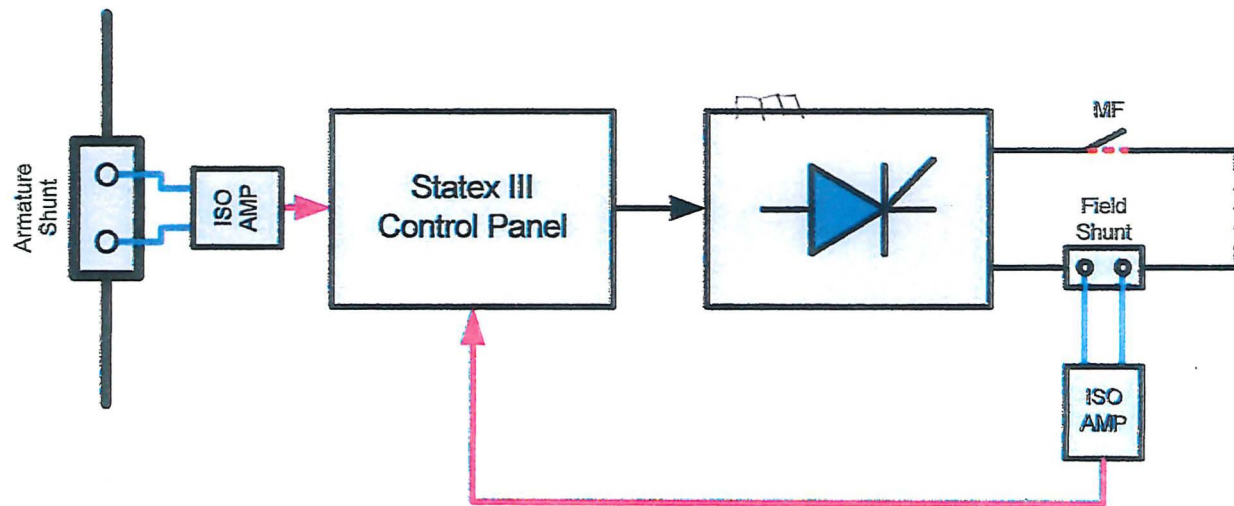 Armature
Shunt
ISO
AMP
Statex III
Control Panel
MF
Field
Shunt
ISO
AMP